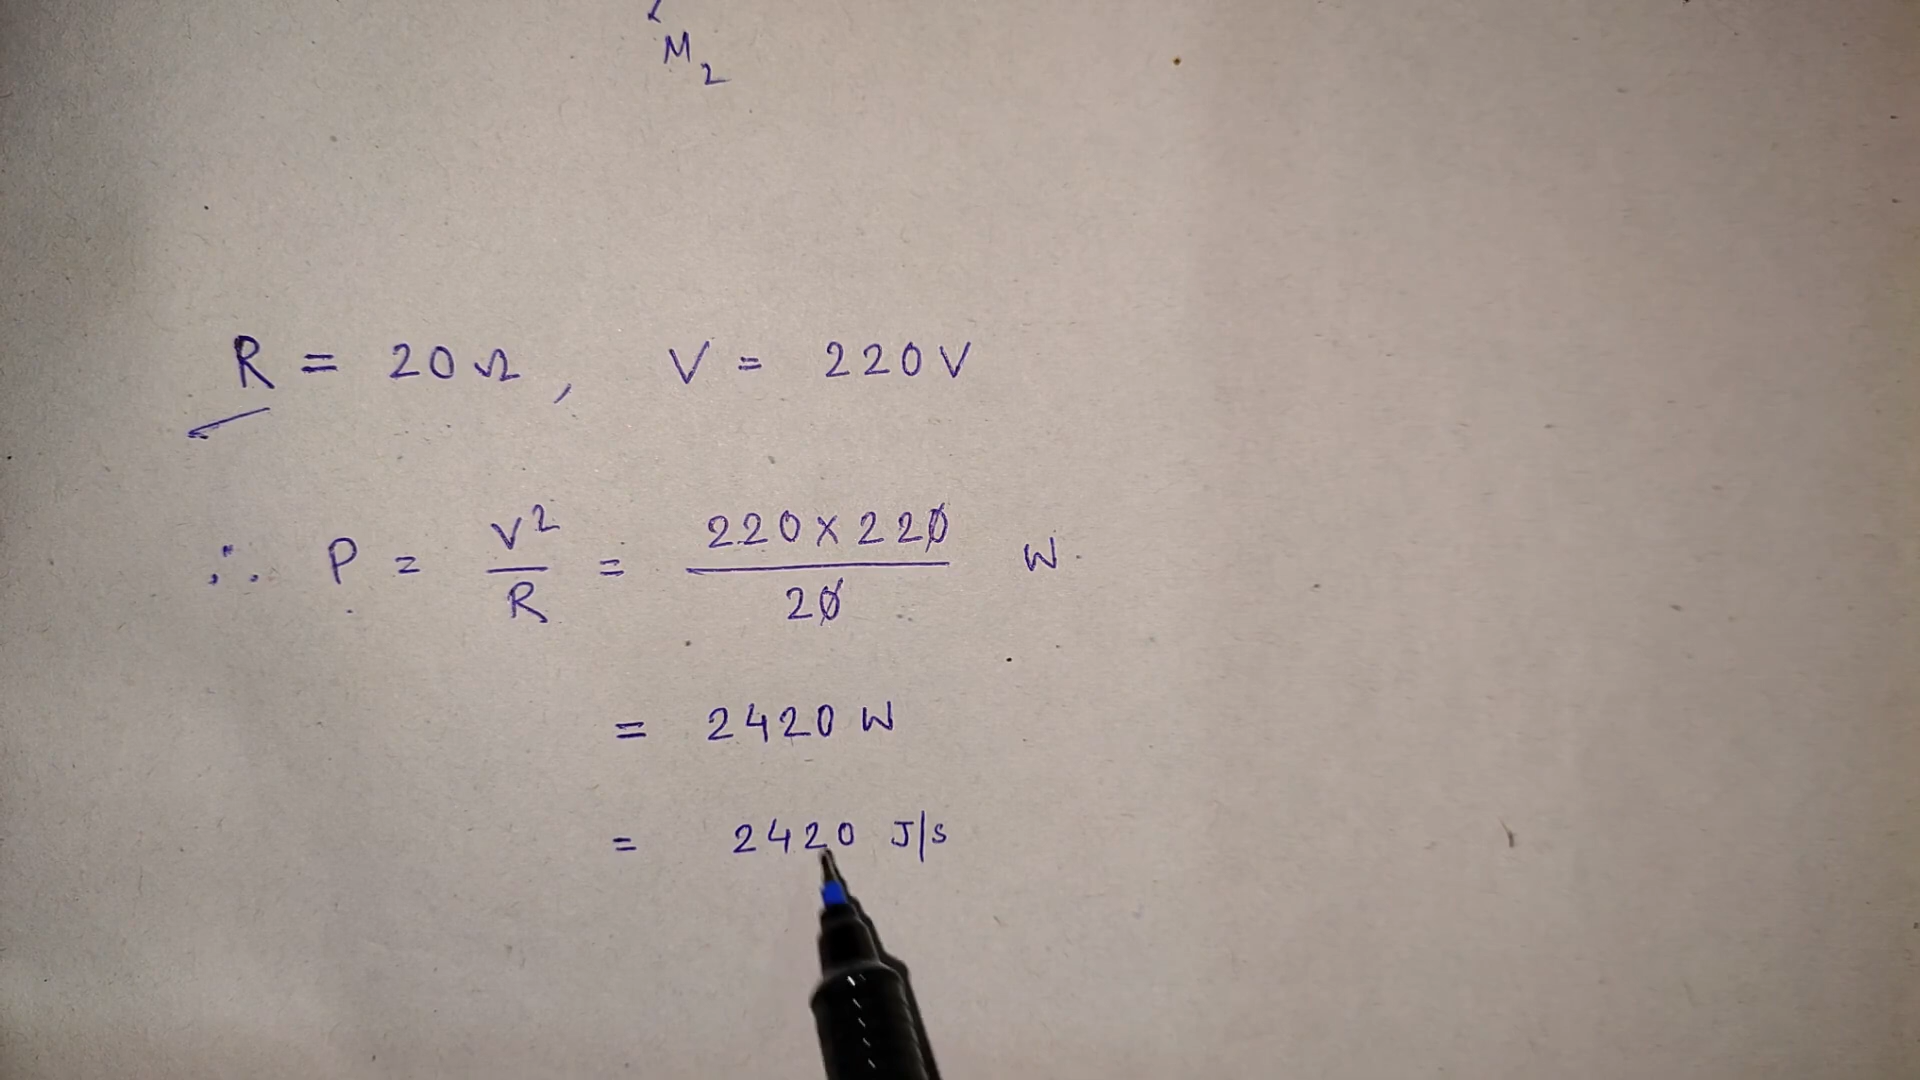 M₂
R = 20 Ω, V = 220 V
∴ P = V²/R = 220 × 220/20 W.
= 2420 W
= 2420 J/s